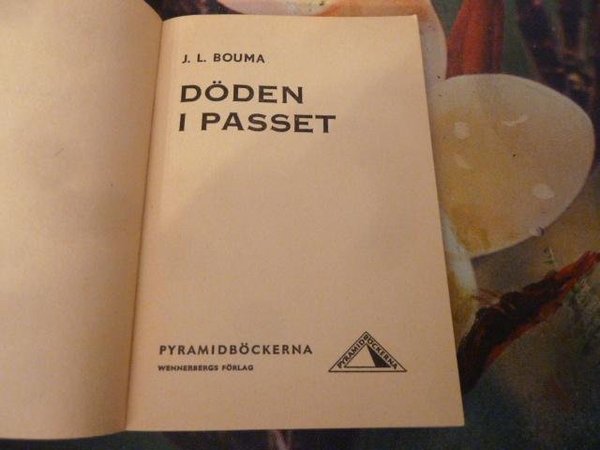 J. L. BOUMA
DÖDEN
I PASSET
PYRAMIDBÖCKERNA
WENNERBERGS FÖRLAG
PYRAMIDBÖCKERNA